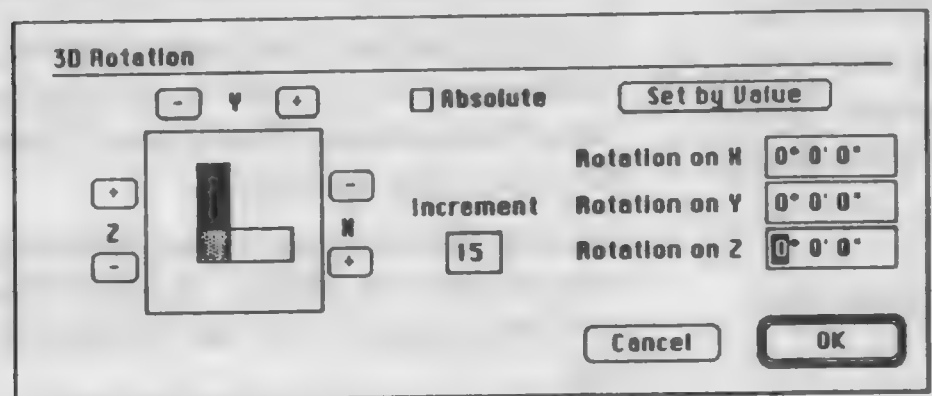 3D Rotation
- Y + Absolute Set by Value
Rotation on X 0° 0' 0"
+ - Increment Rotation on Y 0° 0' 0"
Z X 15 Rotation on Z 0° 0' 0"
- +
Cancel OK